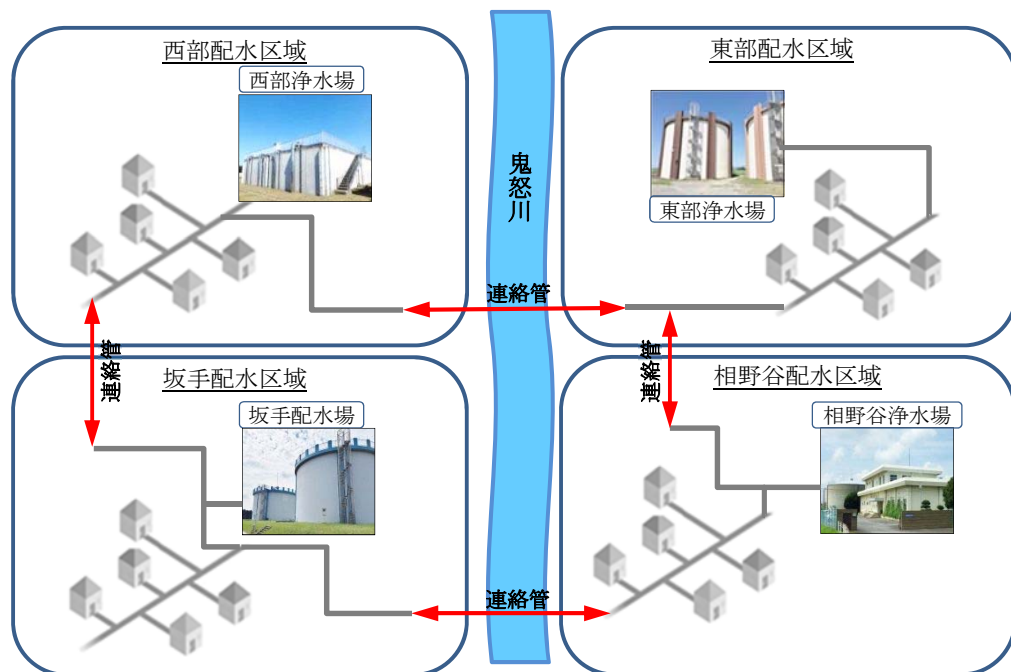 西部配水区域
西部浄水場
東部配水区域
東部浄水場
鬼怒川
連絡管
連絡管
連絡管
坂手配水区域
坂手配水場
相野谷配水区域
相野谷浄水場
連絡管